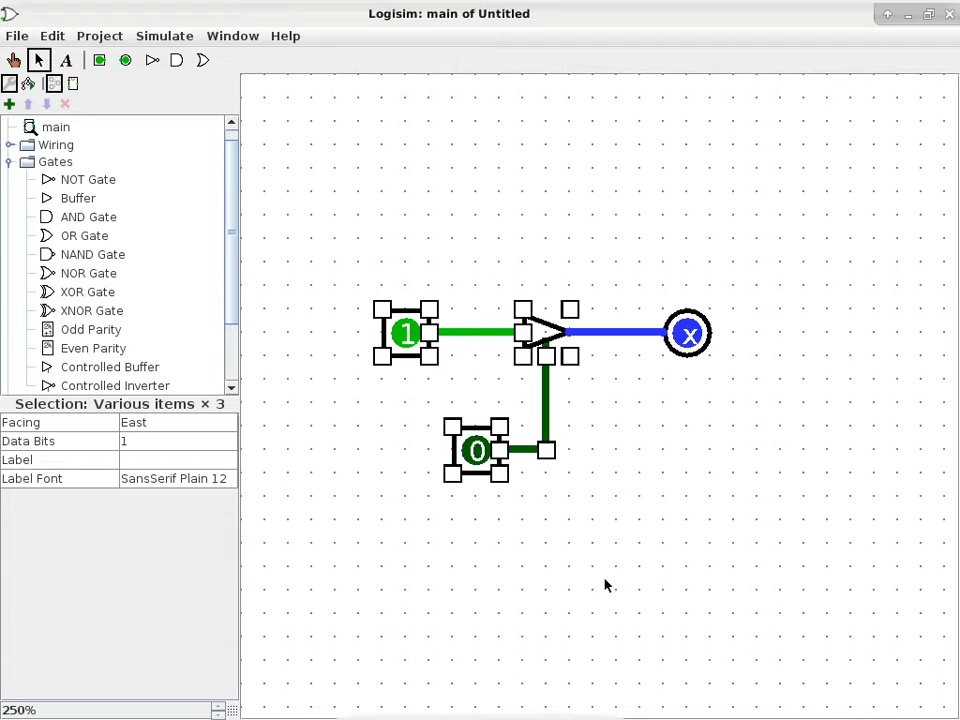 Logisim: main of Untitled
File Edit Project Simulate Window Help
A
main
Wiring
Gates
NOT Gate
Buffer
AND Gate
OR Gate
NAND Gate
NOR Gate
XOR Gate
XNOR Gate
Odd Parity
Even Parity
Controlled Buffer
Controlled Inverter
Selection: Various items × 3
Facing East
Data Bits 1
Label
Label Font SansSerif Plain 12
250%
1
x
0